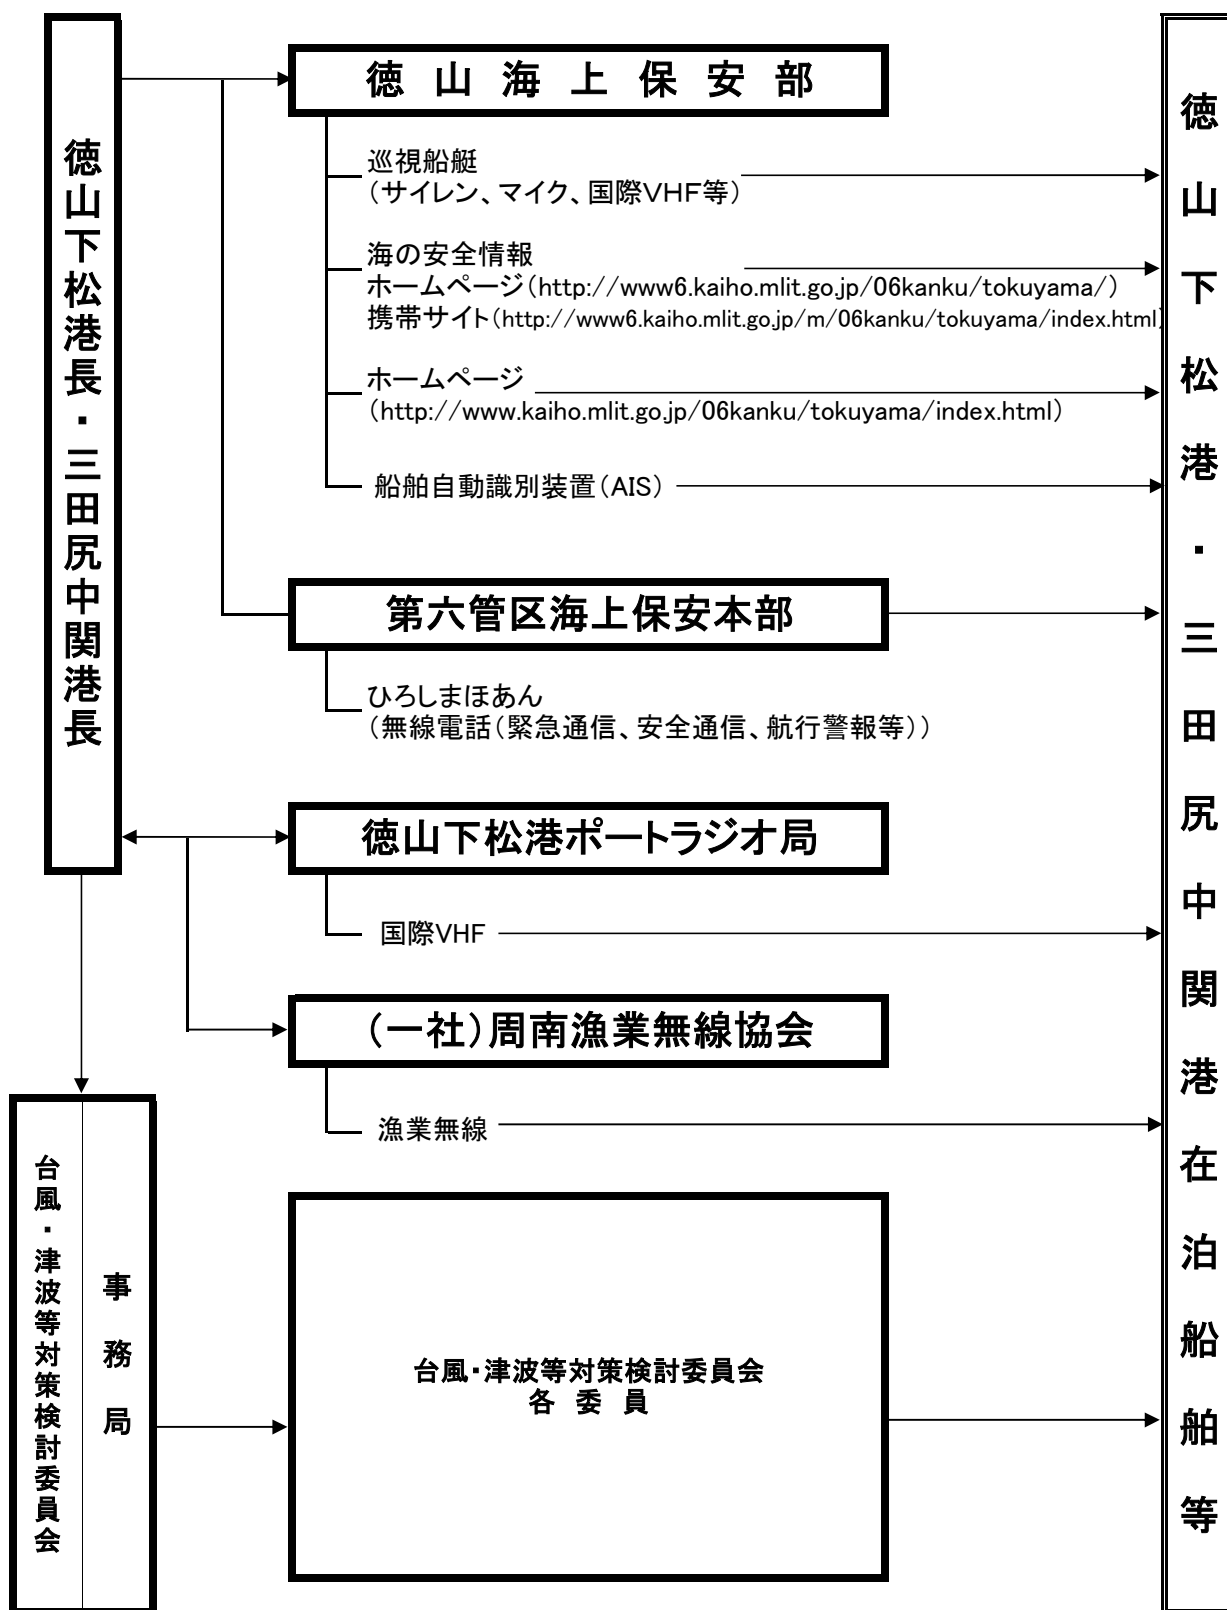 徳山下松港長・三田尻中関港長
徳山海上保安部
巡視船艇
（サイレン、マイク、国際VHF等）
海の安全情報
ホームページ（http://www6.kaiho.mlit.go.jp/06kanku/tokuyama/）
携帯サイト（http://www6.kaiho.mlit.go.jp/m/06kanku/tokuyama/index.html）
ホームページ
（http://www.kaiho.mlit.go.jp/06kanku/tokuyama/index.html）
船舶自動識別装置（AIS）
第六管区海上保安本部
ひろしまほあん
（無線電話（緊急通信、安全通信、航行警報等））
徳山下松港ポートラジオ局
国際VHF
（一社）周南漁業無線協会
漁業無線
台風・津波等対策検討委員会
事務局
台風・津波等対策検討委員会
各　委　員
徳山下松港・三田尻中関港在泊船舶等